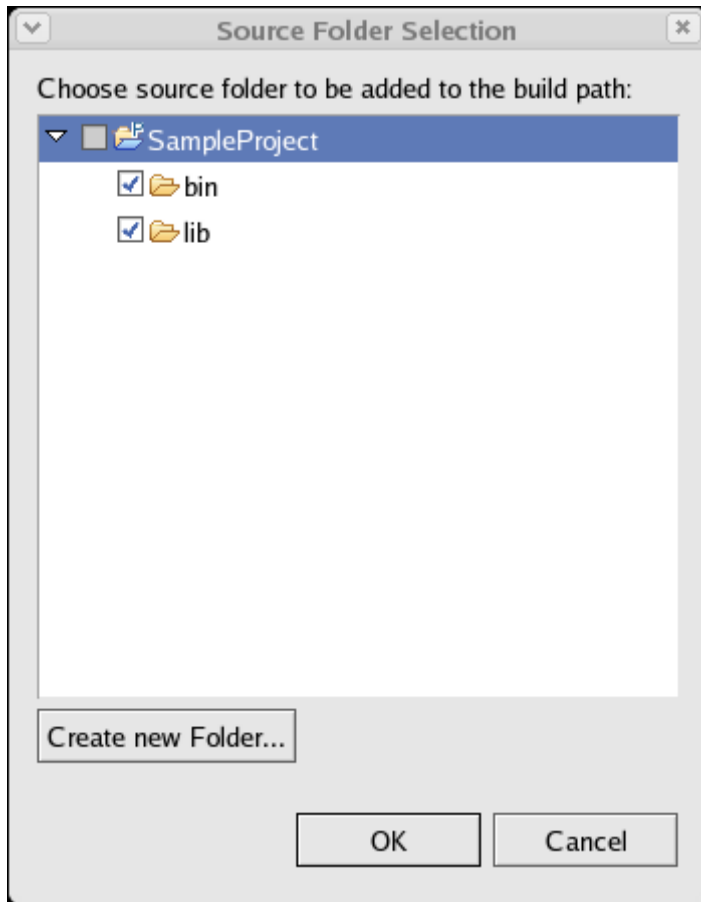 Source Folder Selection
Choose source folder to be added to the build path:
SampleProject
bin
lib
Create new Folder...
OK
Cancel